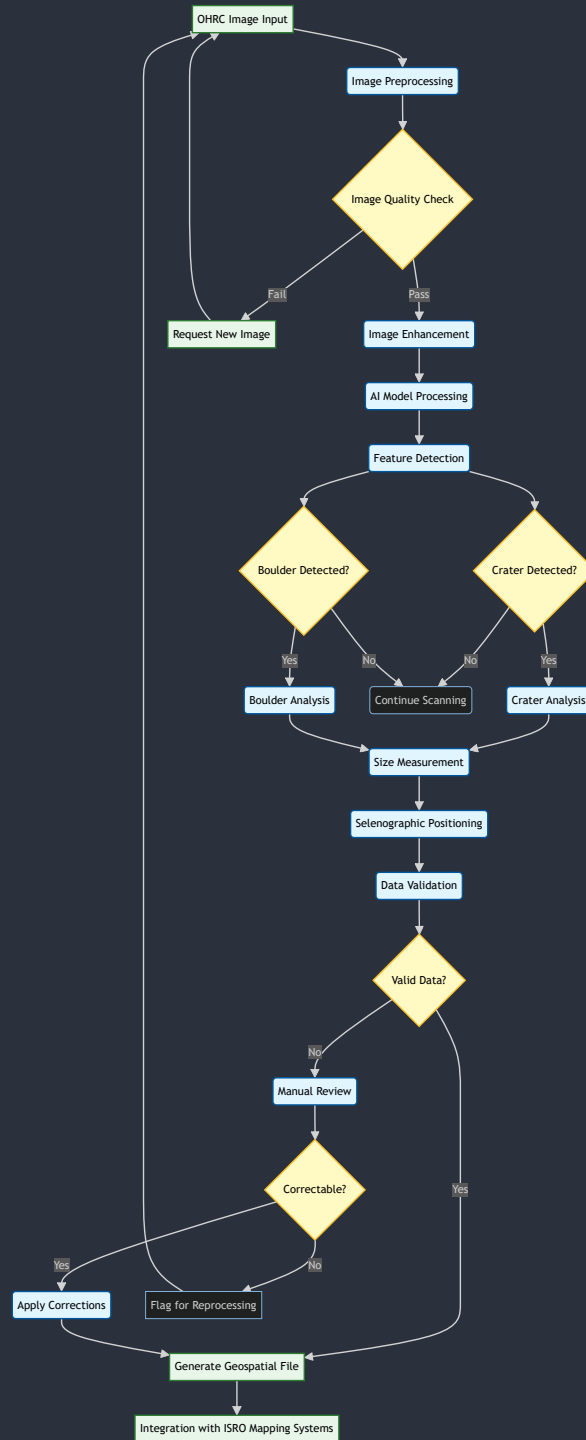 OHRC Image Input
Image Preprocessing
Image Quality Check
Fail
Pass
Request New Image
Image Enhancement
AI Model Processing
Feature Detection
Boulder Detected?
Crater Detected?
Yes
No
No
Yes
Boulder Analysis
Continue Scanning
Crater Analysis
Size Measurement
Selenographic Positioning
Data Validation
Valid Data?
No
Manual Review
Correctable?
Yes
Yes
No
Apply Corrections
Flag for Reprocessing
Generate Geospatial File
Integration with ISRO Mapping Systems